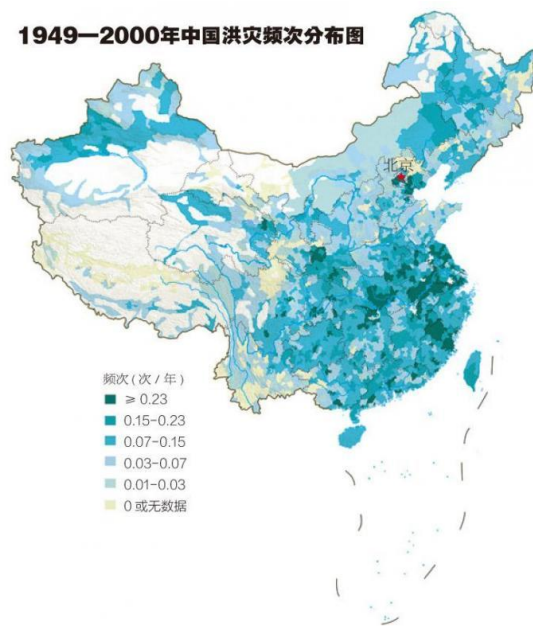 1949—2000年中国洪灾频次分布图
北京
频次(次/年)
≥ 0.23
0.15-0.23
0.07-0.15
0.03-0.07
0.01-0.03
0 或无数据